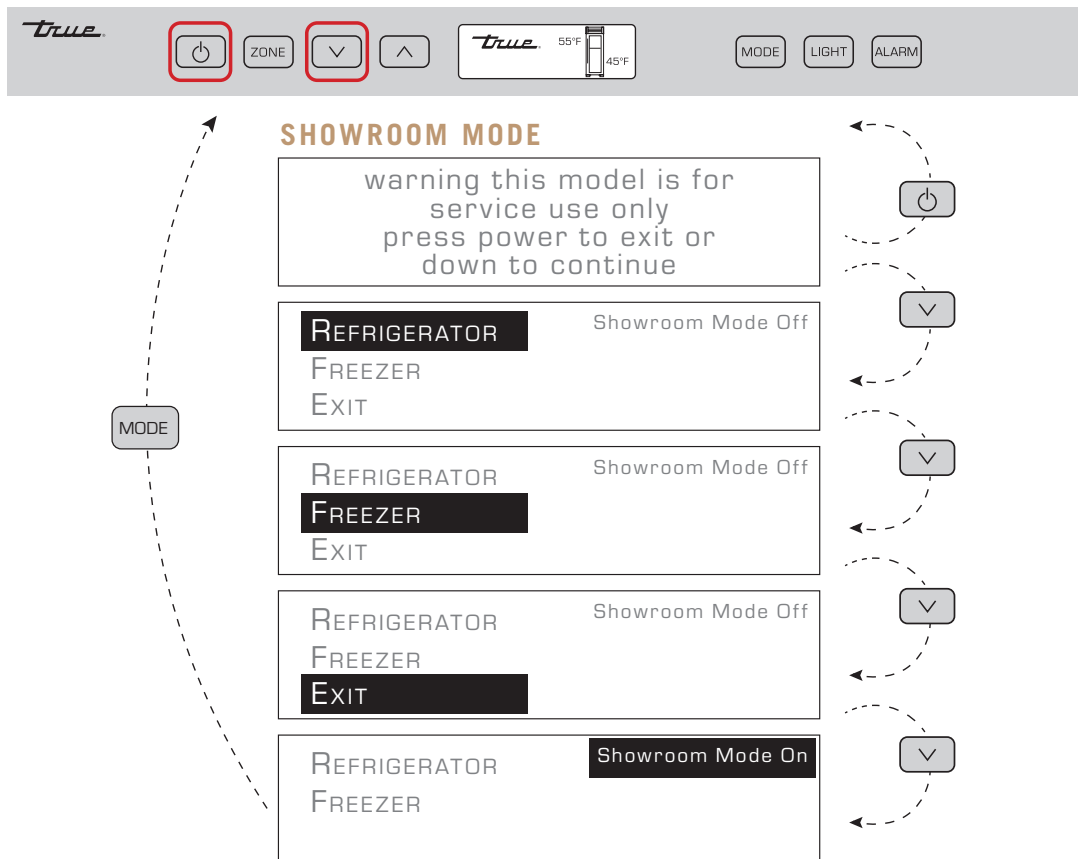 True
ZONE
True 55°F
45°F
MODE LIGHT ALARM
SHOWROOM MODE
warning this model is for
service use only
press power to exit or
down to continue
REFRIGERATOR Showroom Mode Off
FREEZER
EXIT
MODE
REFRIGERATOR Showroom Mode Off
FREEZER
EXIT
REFRIGERATOR Showroom Mode Off
FREEZER
EXIT
REFRIGERATOR Showroom Mode On
FREEZER